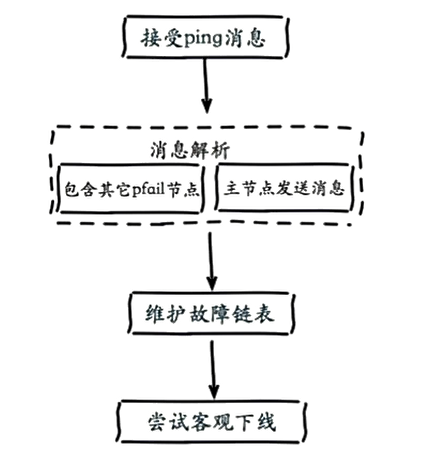 接受ping消息
消息解析
包含其它pfail节点
主节点发送消息
维护故障链表
尝试客观下线